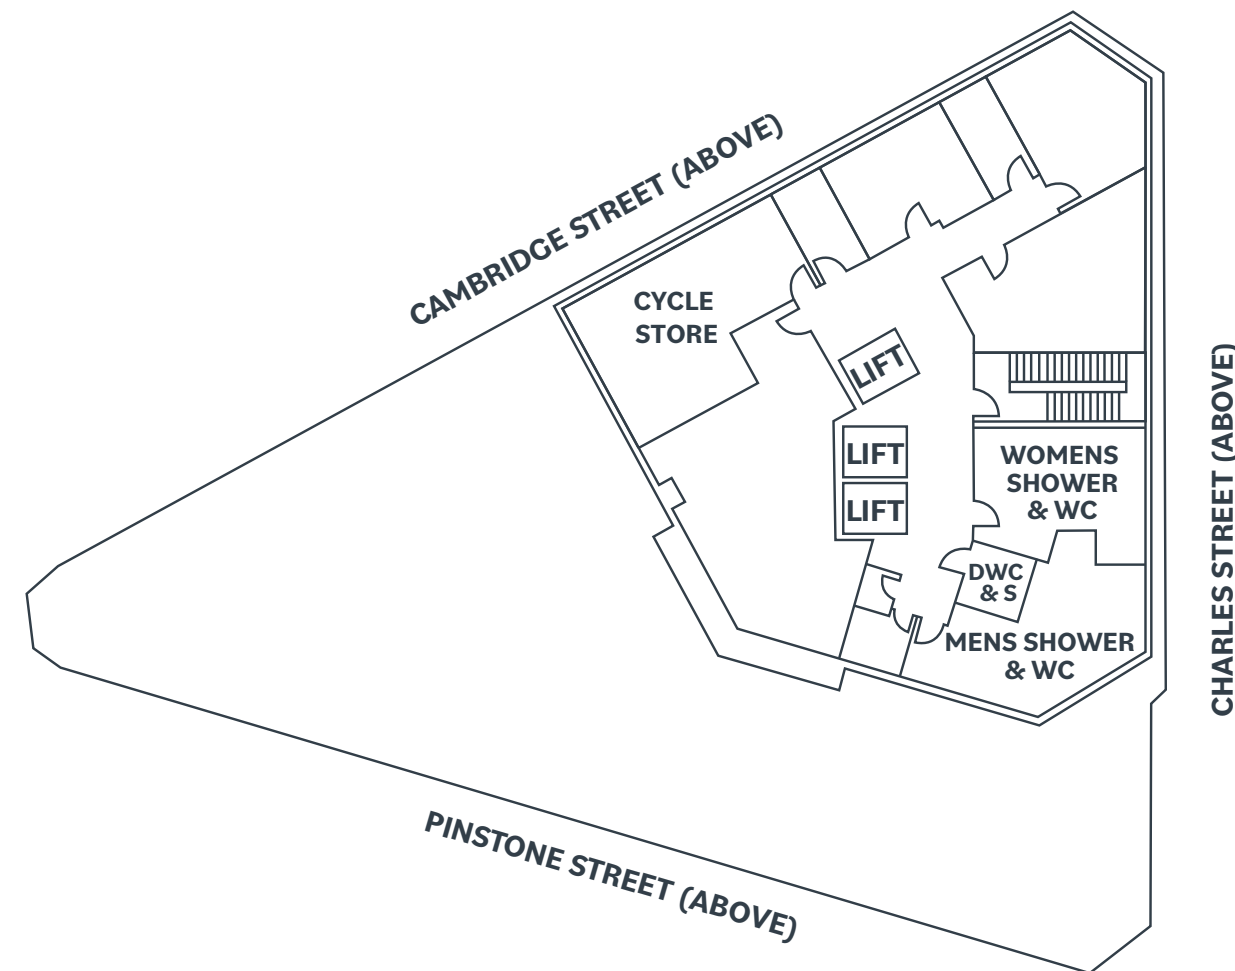 CAMBRIDGE STREET (ABOVE)
CYCLE
STORE
LIFT
LIFT
LIFT
WOMENS
SHOWER
& WC
DWC
& S
MENS SHOWER
& WC
CHARLES STREET (ABOVE)
PINSTONE STREET (ABOVE)